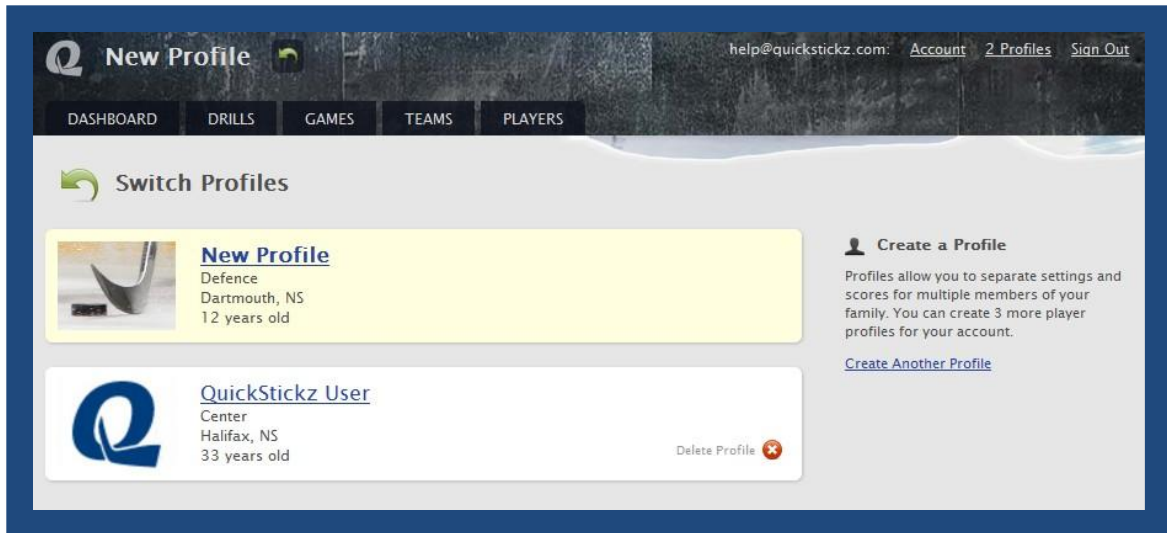 New Profile
help@quickstickz.com: Account 2 Profiles Sign Out
DASHBOARD DRILLS GAMES TEAMS PLAYERS
Switch Profiles
New Profile
Defence
Dartmouth, NS
12 years old
QuickStickz User
Center
Halifax, NS
33 years old
Delete Profile
Create a Profile
Profiles allow you to separate settings and
scores for multiple members of your
family. You can create 3 more player
profiles for your account.
Create Another Profile